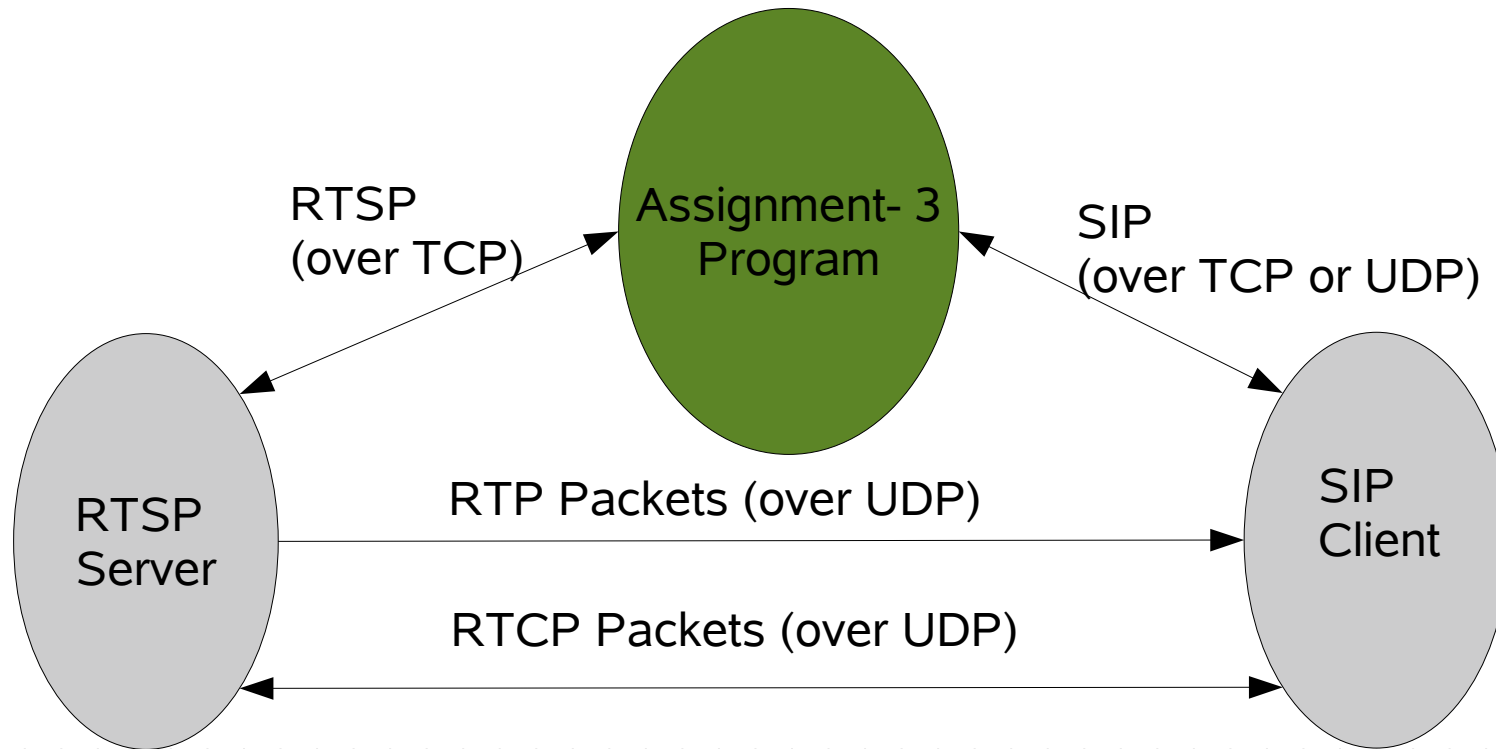 RTSP
(over TCP)
Assignment- 3
Program
SIP
(over TCP or UDP)
RTSP
Server
RTP Packets (over UDP)
SIP
Client
RTCP Packets (over UDP)